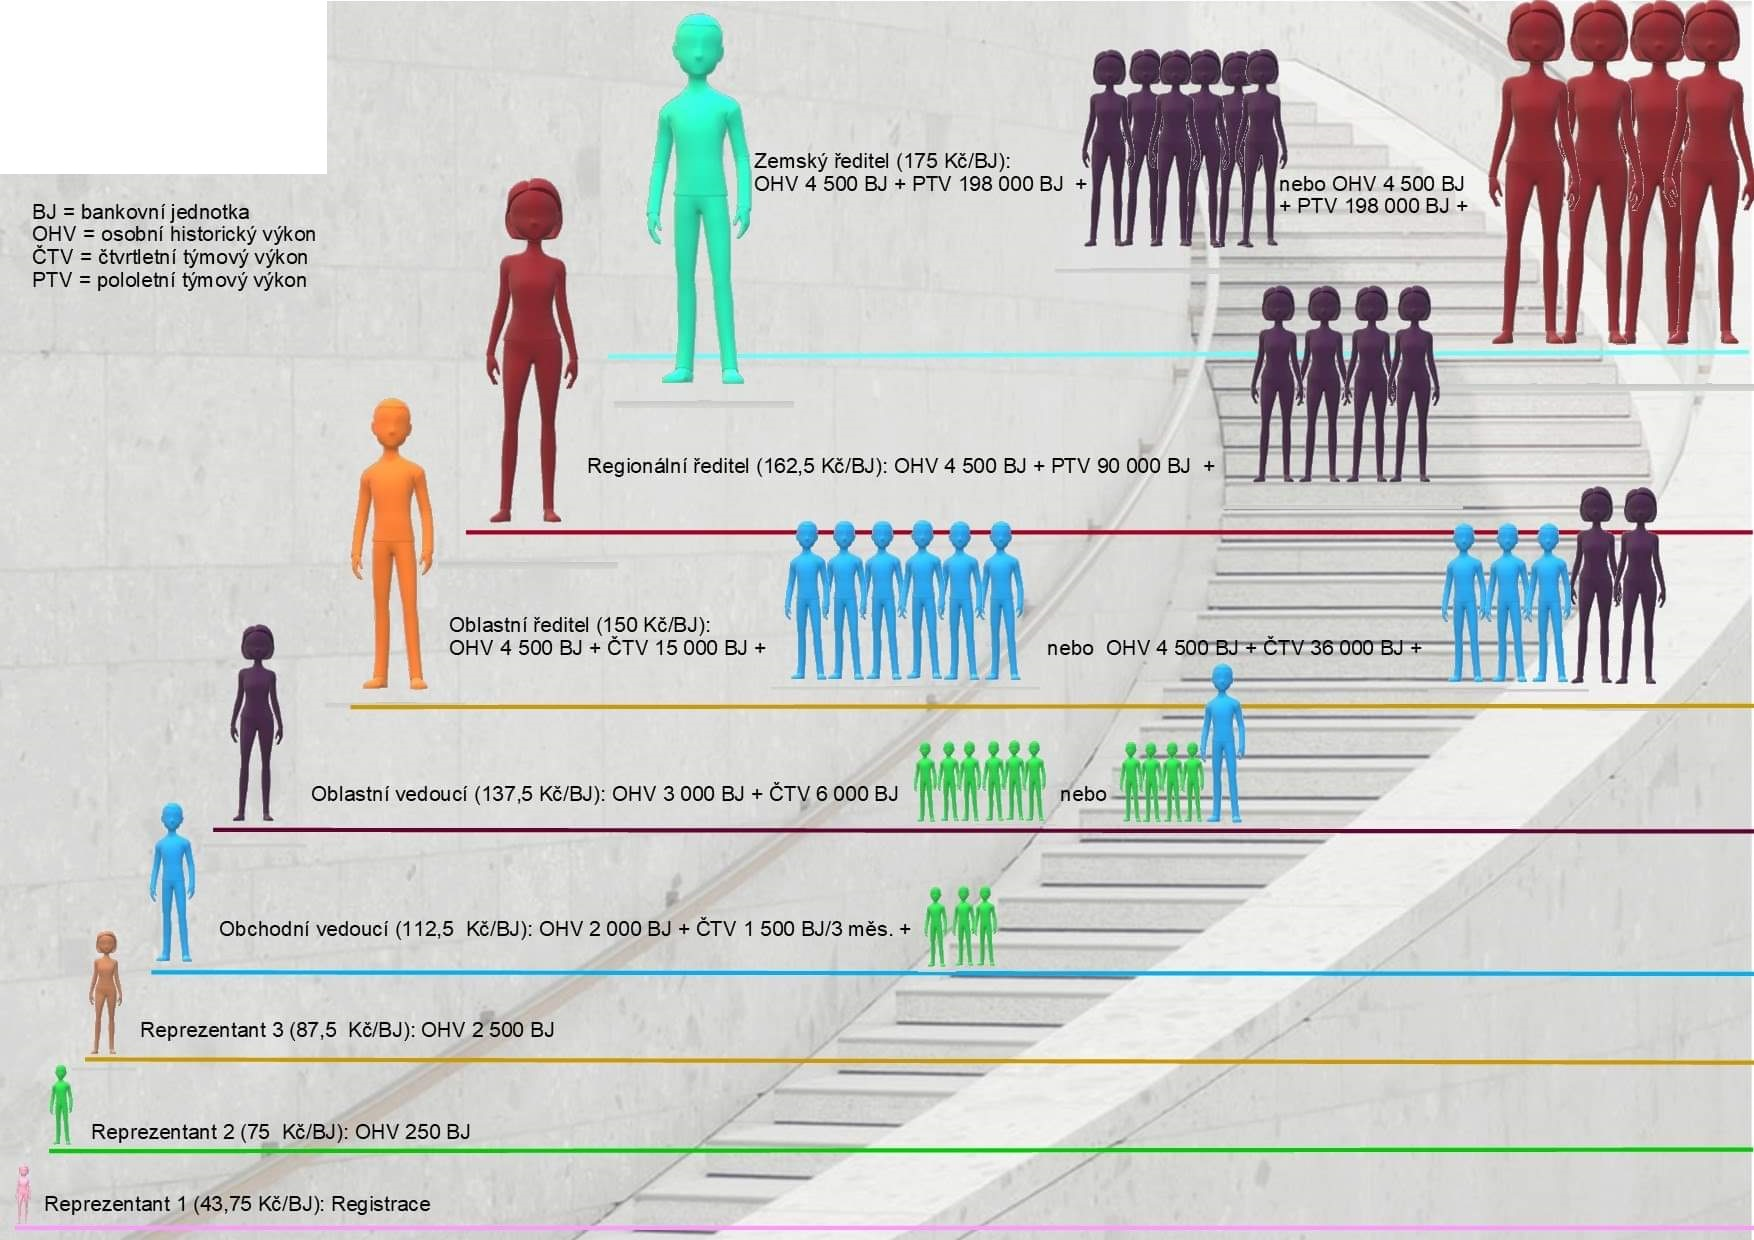 BJ = bankovní jednotka
OHV = osobní historický výkon
ČTV = čtvrtletní týmový výkon
PTV = pololetní týmový výkon
Zemský ředitel (175 Kč/BJ):
OHV 4 500 BJ + PTV 198 000 BJ +
nebo OHV 4 500 BJ
+ PTV 198 000 BJ +
Regionální ředitel (162,5 Kč/BJ): OHV 4 500 BJ + PTV 90 000 BJ +
Oblastní ředitel (150 Kč/BJ):
OHV 4 500 BJ + ČTV 15 000 BJ +
nebo OHV 4 500 BJ + ČTV 36 000 BJ +
Oblastní vedoucí (137,5 Kč/BJ): OHV 3 000 BJ + ČTV 6 000 BJ
nebo
Obchodní vedoucí (112,5 Kč/BJ): OHV 2 000 BJ + ČTV 1 500 BJ/3 měs. +
Reprezentant 3 (87,5 Kč/BJ): OHV 2 500 BJ
Reprezentant 2 (75 Kč/BJ): OHV 250 BJ
Reprezentant 1 (43,75 Kč/BJ): Registrace